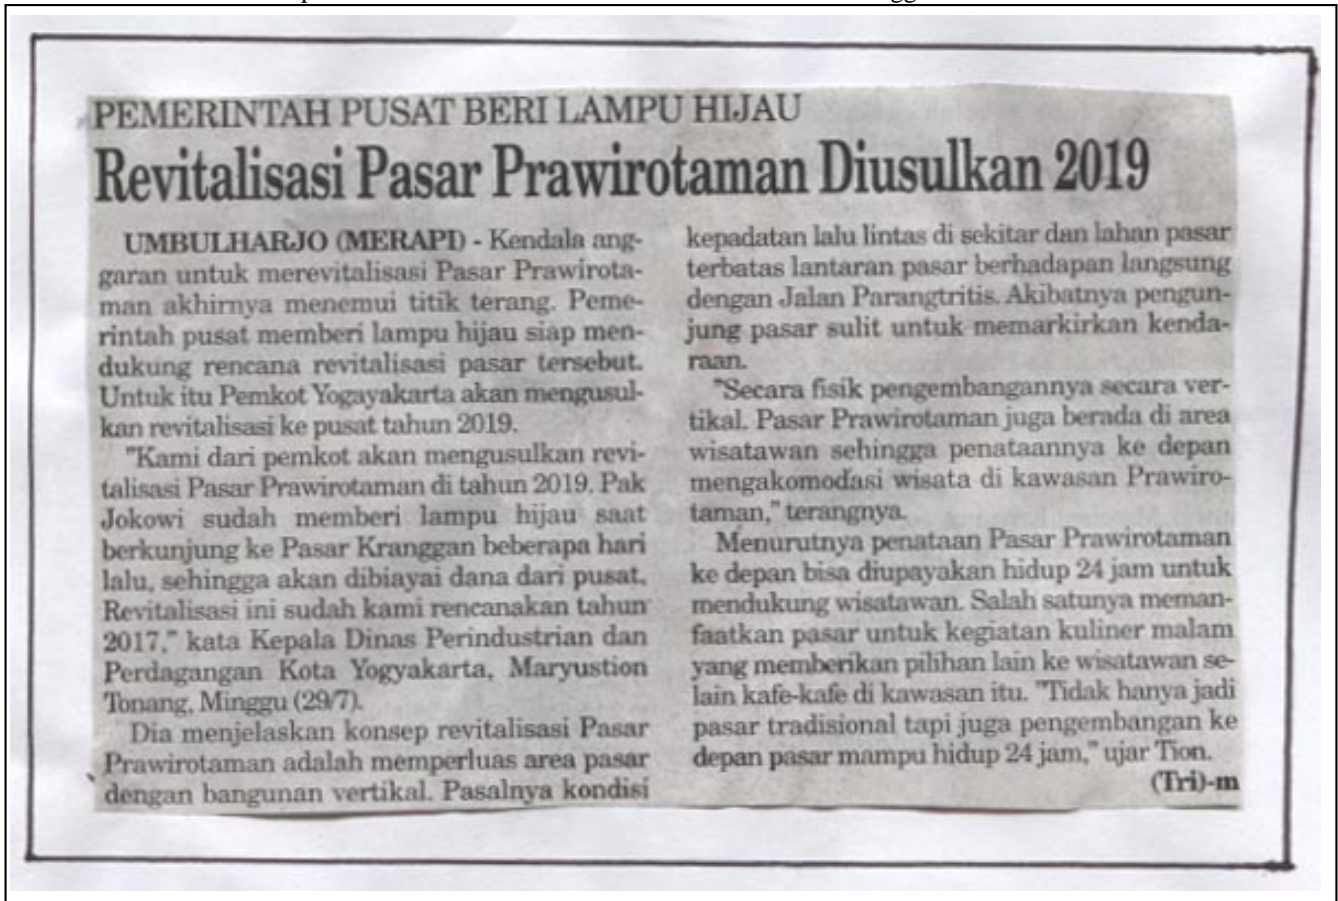 PEMERINTAH PUSAT BERI LAMPU HIJAU
Revitalisasi Pasar Prawirotaman Diusulkan 2019
UMBULHARJO (MERAPI) - Kendala ang-
garan untuk merevitalisasi Pasar Prawirota-
man akhirnya menemui titik terang. Peme-
rintah pusat memberi lampu hijau siap men-
dukung rencana revitalisasi pasar tersebut.
Untuk itu Pemkot Yogayakarta akan mengusul-
kan revitalisasi ke pusat tahun 2019.
"Kami dari pemkot akan mengusulkan revi-
talisasi Pasar Prawirotaman di tahun 2019. Pak
Jokowi sudah memberi lampu hijau saat
berkunjung ke Pasar Kranggan beberapa hari
lalu, sehingga akan dibiayai dana dari pusat.
Revitalisasi ini sudah kami rencanakan tahun
2017," kata Kepala Dinas Perindustrian dan
Perdagangan Kota Yogyakarta, Maryustion
Tonang, Minggu (29/7).
Dia menjelaskan konsep revitalisasi Pasar
Prawirotaman adalah memperluas area pasar
dengan bangunan vertikal. Pasalnya kondisi
kepadatan lalu lintas di sekitar dan lahan pasar
terbatas lantaran pasar berhadapan langsung
dengan Jalan Parangtritis. Akibatnya pengun-
jung pasar sulit untuk memarkirkan kenda-
raan.
"Secara fisik pengembangannya secara ver-
tikal. Pasar Prawirotaman juga berada di area
wisatawan sehingga penataannya ke depan
mengakomodasi wisata di kawasan Prawiro-
taman," terangnya.
Menurutnya penataan Pasar Prawirotaman
ke depan bisa diupayakan hidup 24 jam untuk
mendukung wisatawan. Salah satunya meman-
faatkan pasar untuk kegiatan kuliner malam
yang memberikan pilihan lain ke wisatawan se-
lain kafe-kafe di kawasan itu. "Tidak hanya jadi
pasar tradisional tapi juga pengembangan ke
depan pasar mampu hidup 24 jam," ujar Tion.
(Tri)-m